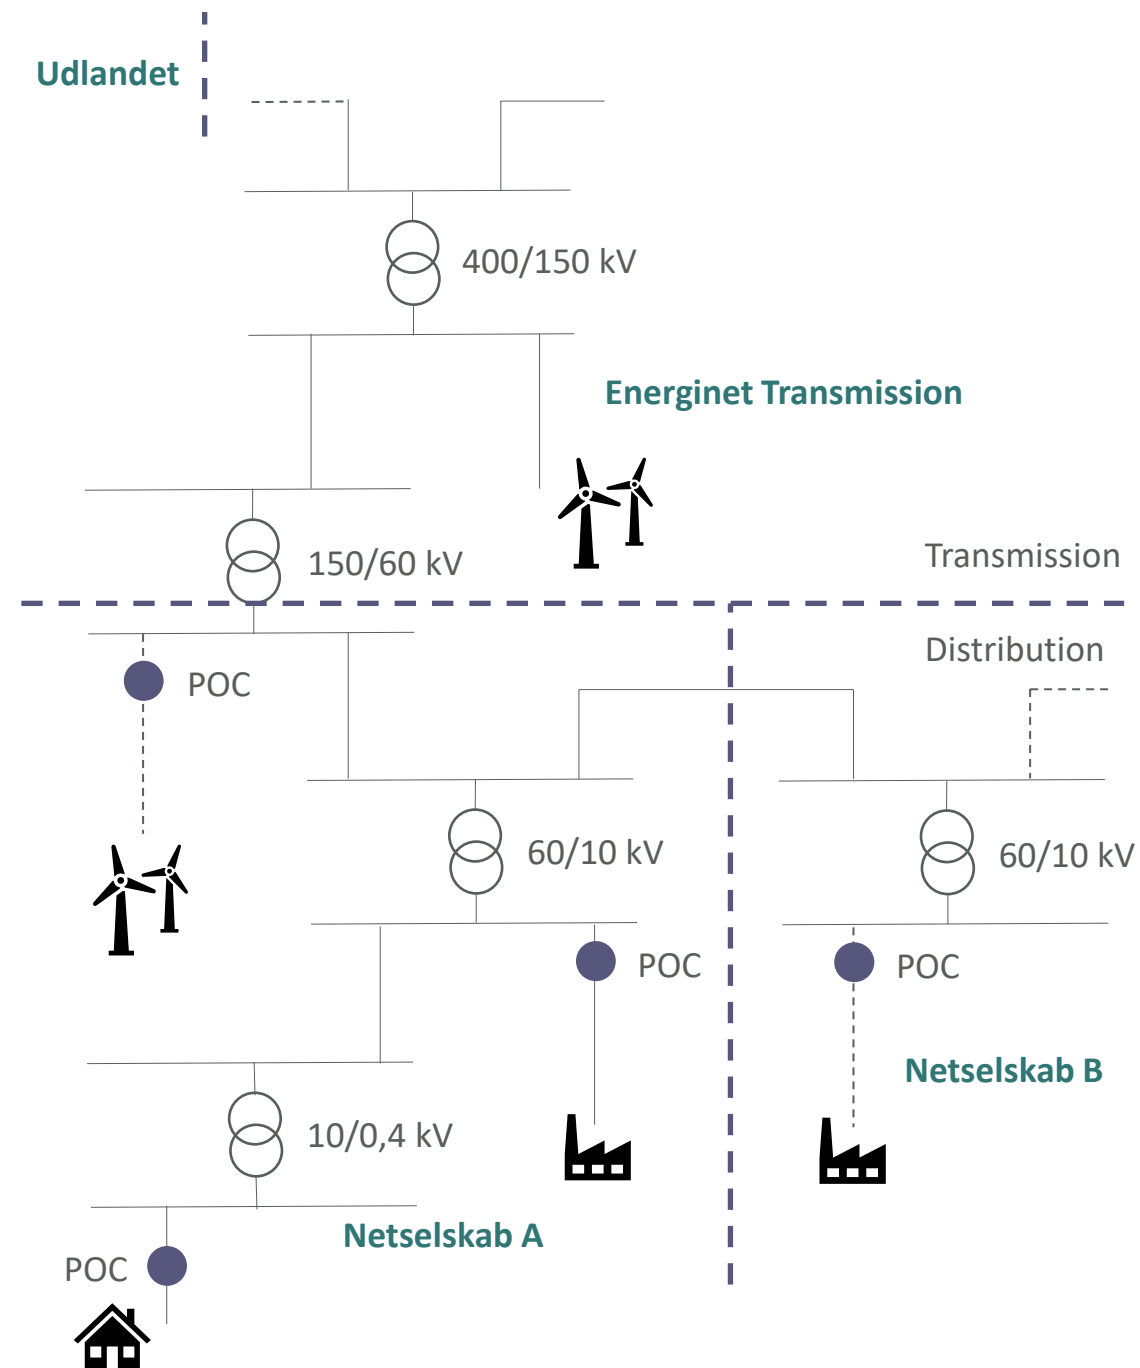 Udlandet
400/150 kV
Energinet Transmission
150/60 kV
Transmission
Distribution
POC
60/10 kV
60/10 kV
POC
POC
Netselskab B
10/0,4 kV
Netselskab A
POC